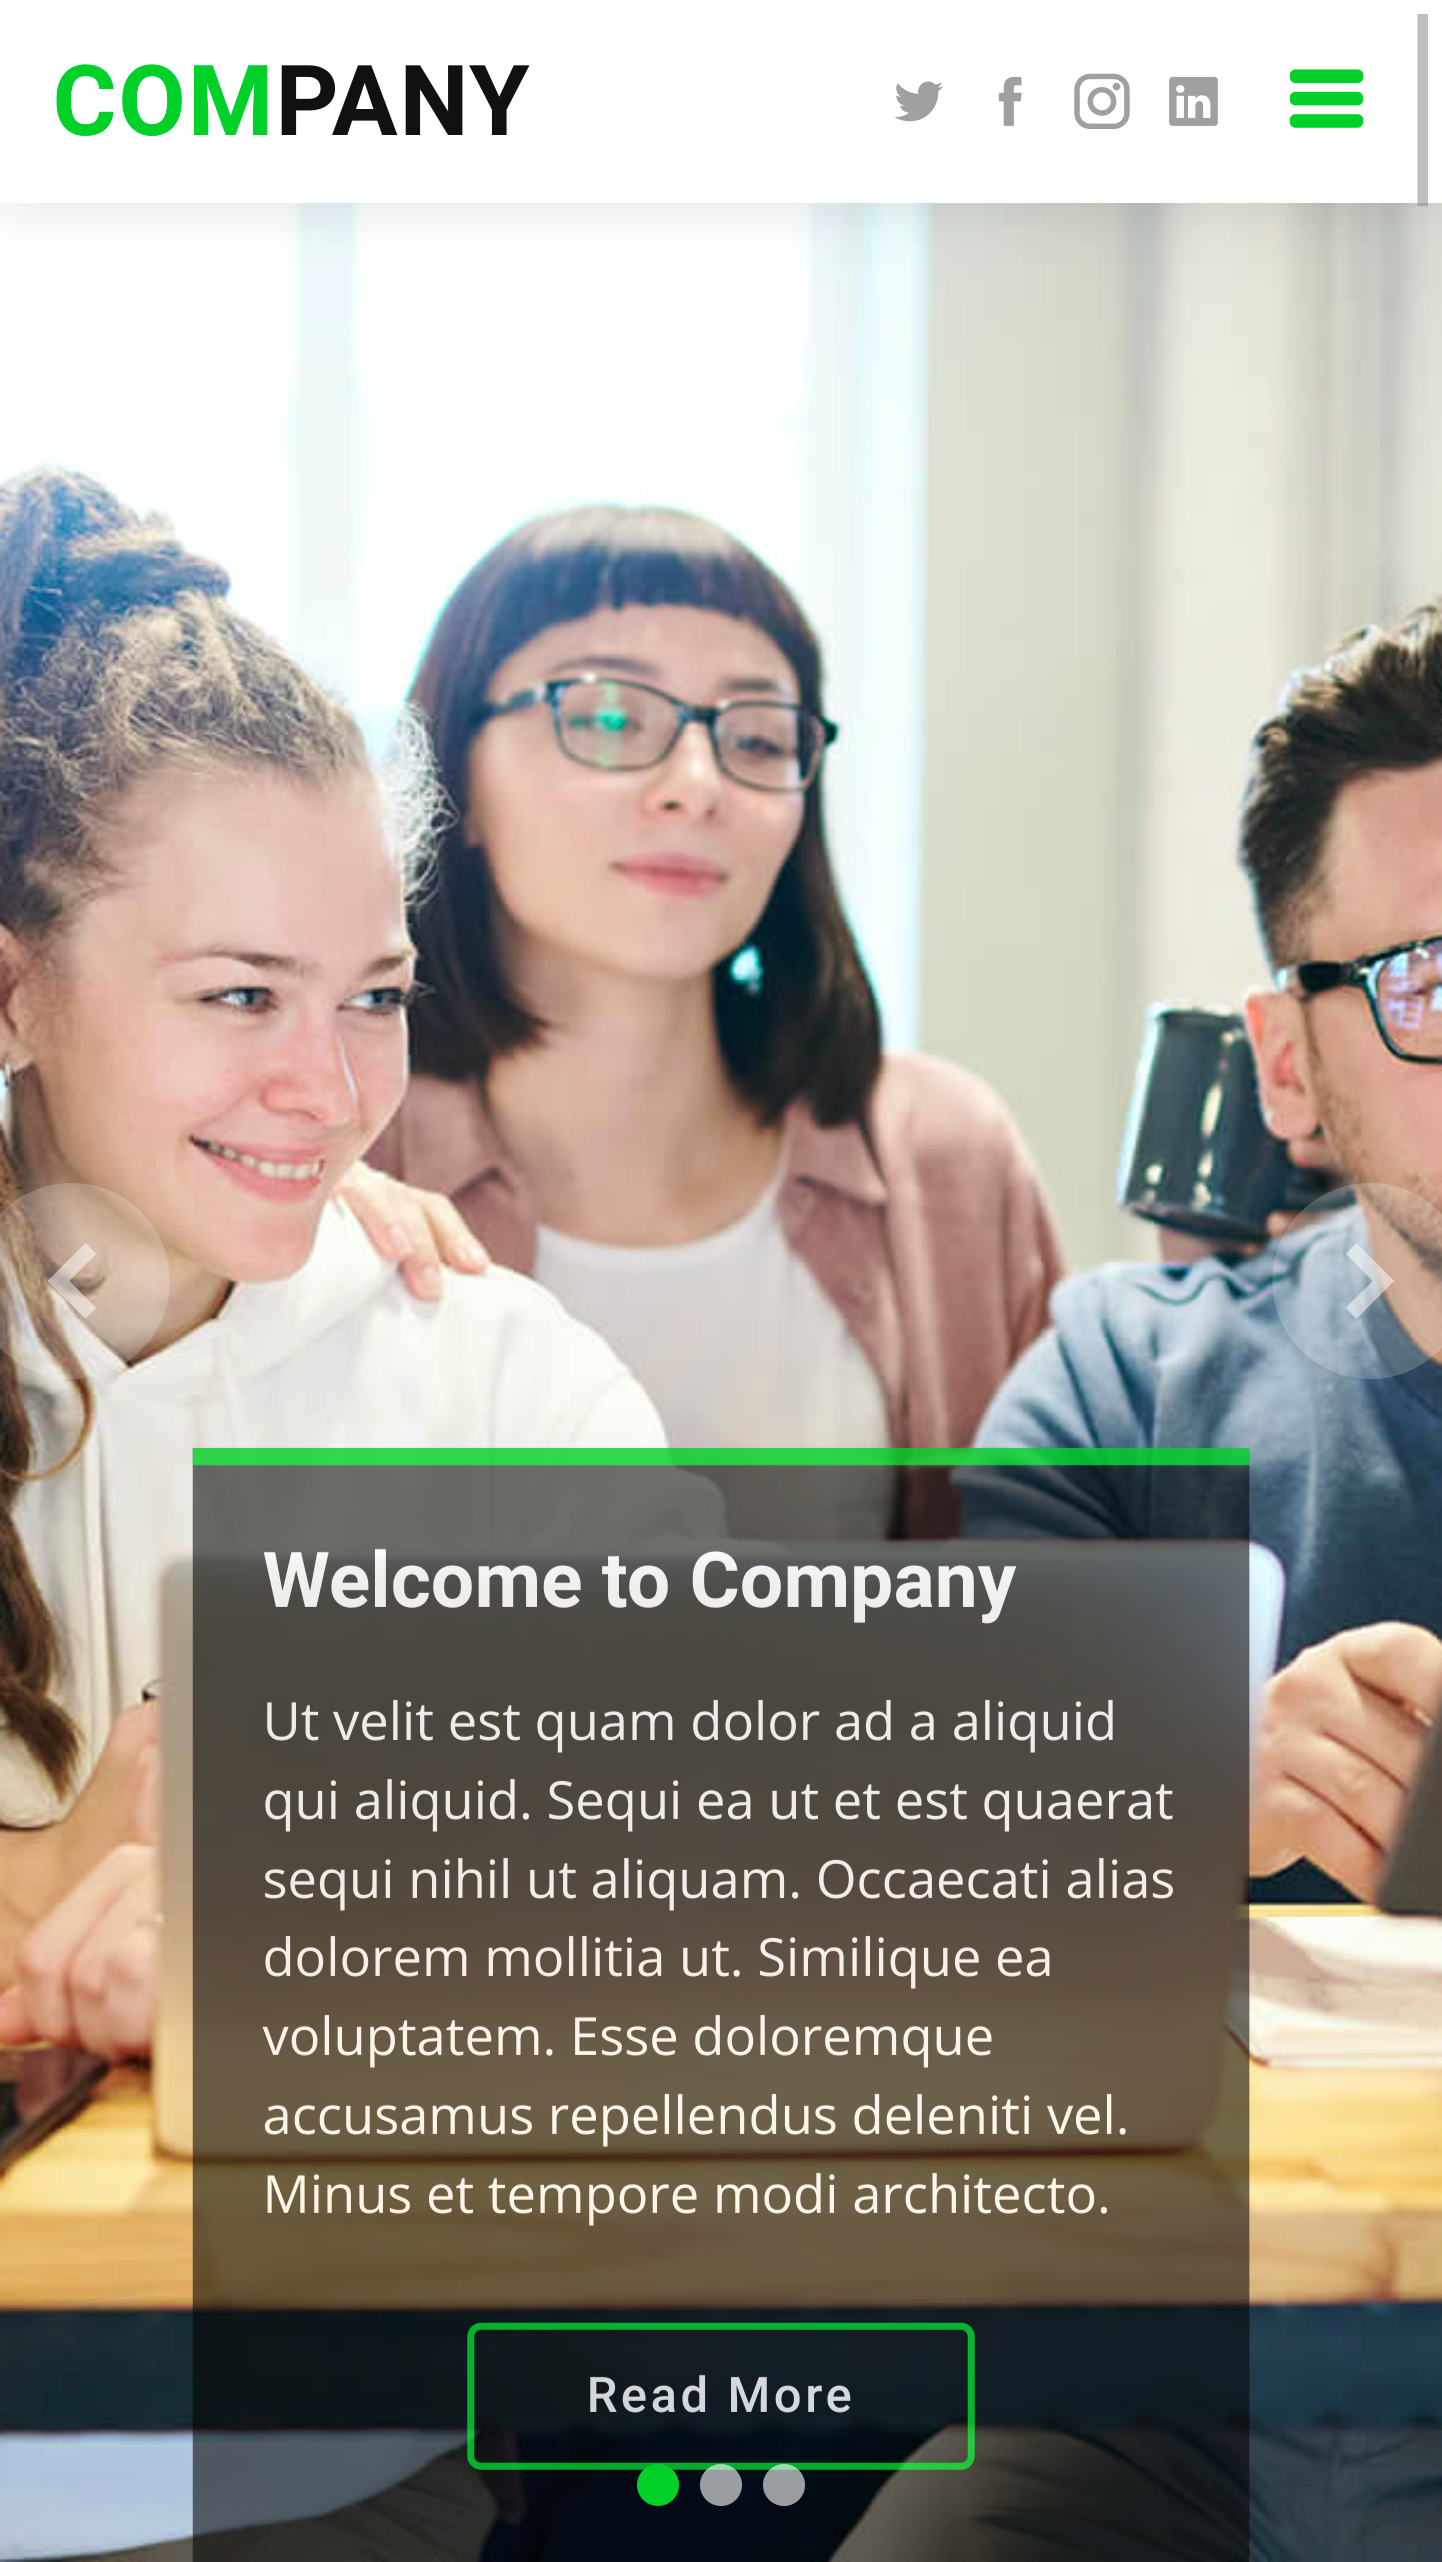 COMPANY
Welcome to Company
Ut velit est quam dolor ad a aliquid
qui aliquid. Sequi ea ut et est quaerat
sequi nihil ut aliquam. Occaecati alias
dolorem mollitia ut. Similique ea
voluptatem. Esse doloremque
accusamus repellendus deleniti vel.
Minus et tempore modi architecto.
Read More